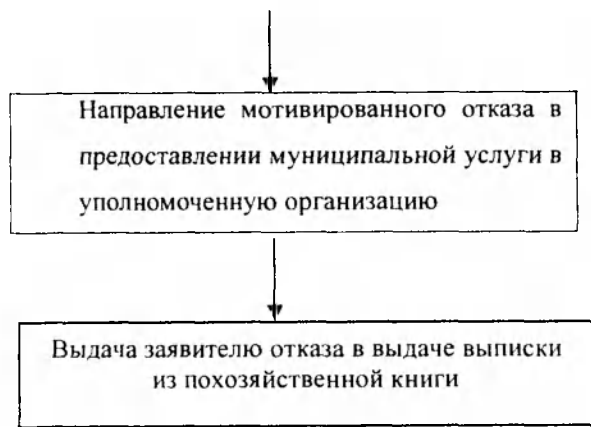 Направление мотивированного отказа в
предоставлении муниципальной услуги в
уполномоченную организацию
Выдача заявителю отказа в выдаче выписки
из похозяйственной книги